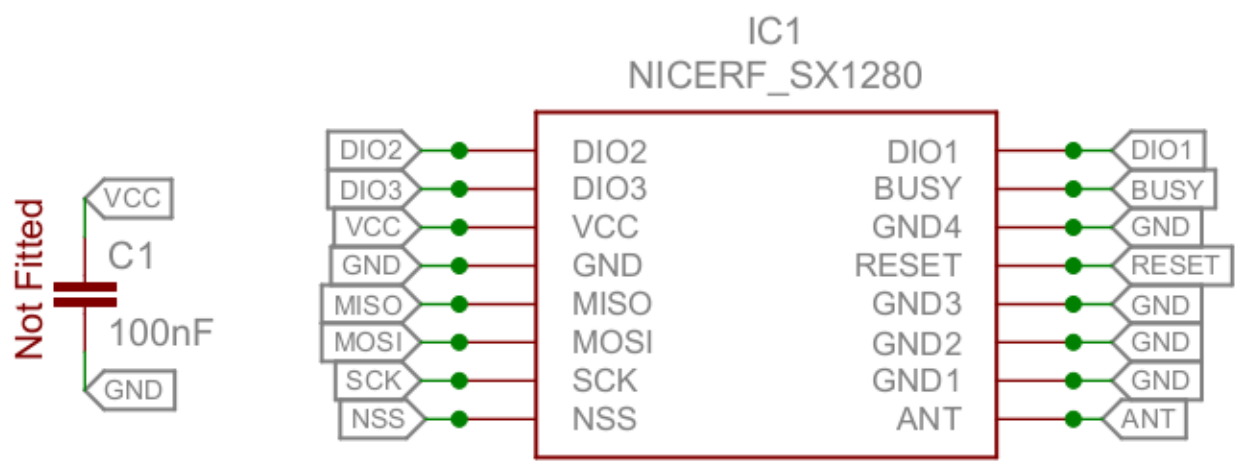 Not Fitted
VCC
C1
100nF
GND
IC1
NICERF_SX1280
DIO2 DIO2 DIO1 DIO1
DIO3 DIO3 BUSY BUSY
VCC VCC GND4 GND
GND GND RESET RESET
MISO MISO GND3 GND
MOSI MOSI GND2 GND
SCK SCK GND1 GND
NSS NSS ANT ANT